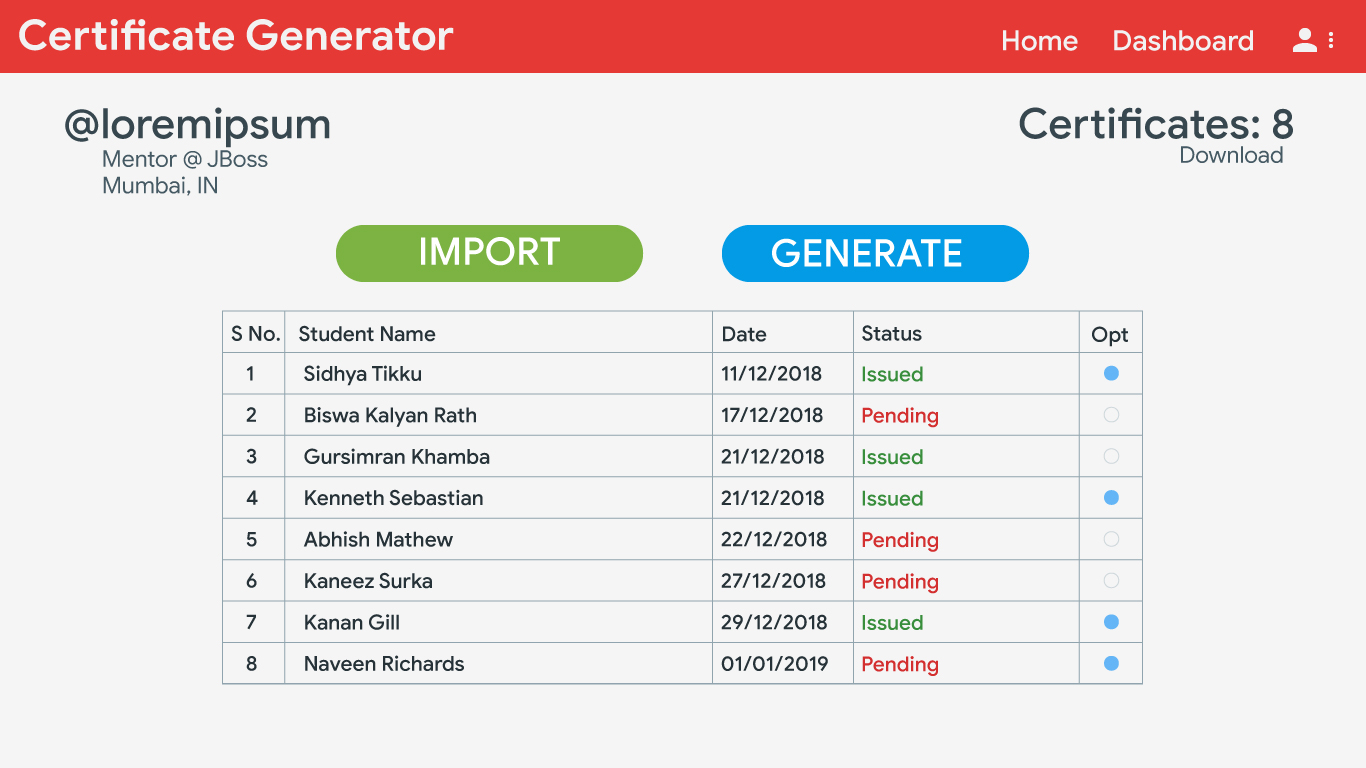 Certificate Generator Home Dashboard
@loremipsum Certificates: 8
Mentor @ JBoss Download
Mumbai, IN
IMPORT GENERATE
S No. Student Name Date Status Opt
1 Sidhya Tikku 11/12/2018 Issued
2 Biswa Kalyan Rath 17/12/2018 Pending
3 Gursimran Khamba 21/12/2018 Issued
4 Kenneth Sebastian 21/12/2018 Issued
5 Abhish Mathew 22/12/2018 Pending
6 Kaneez Surka 27/12/2018 Pending
7 Kanan Gill 29/12/2018 Issued
8 Naveen Richards 01/01/2019 Pending